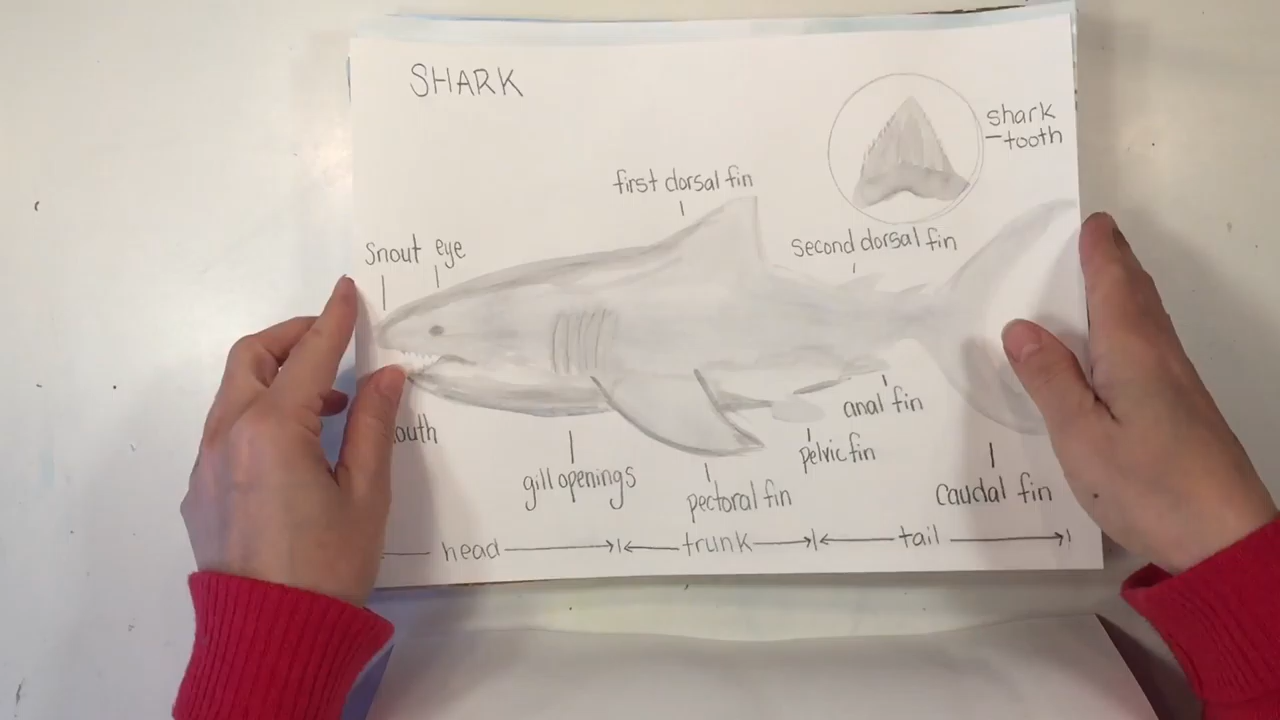 SHARK
shark
-tooth
first dorsal fin
second dorsal fin
Snout eye
anal fin
outh
pelvic fin
gill openings
pectoral fin
caudal fin
head
trunk
tail